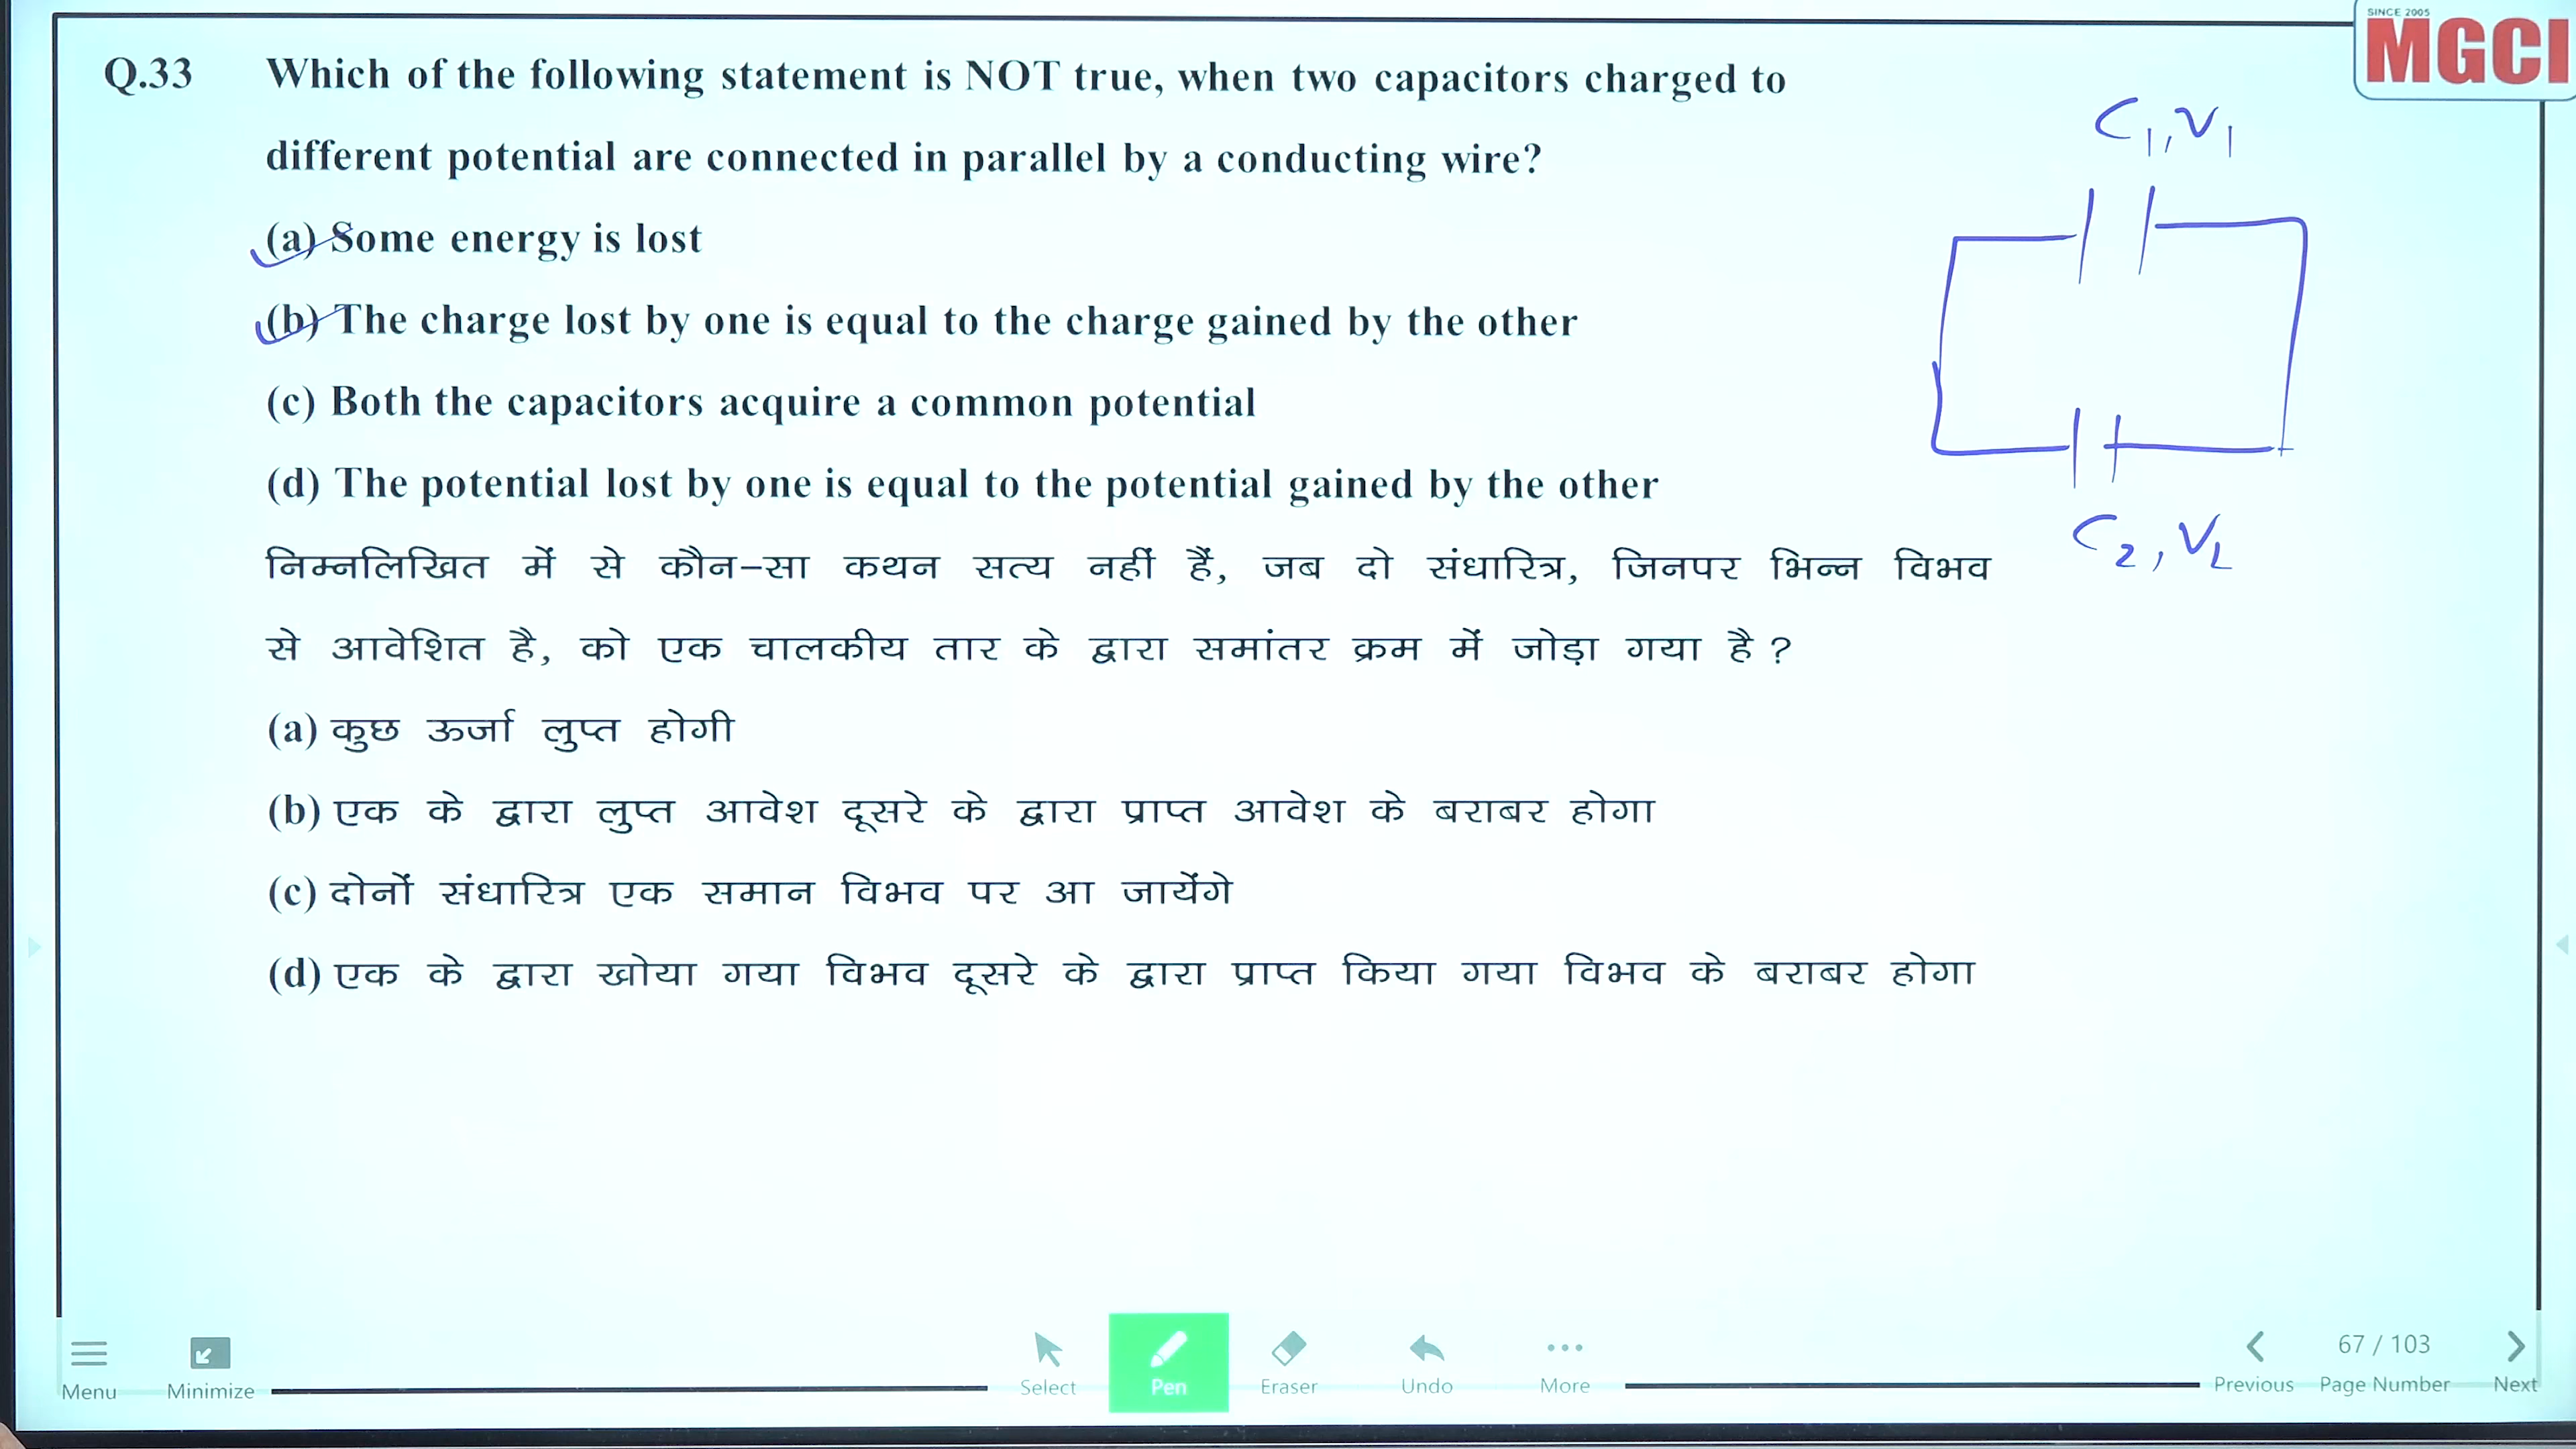 SINCE 2005
MGCI
Q.33 Which of the following statement is NOT true, when two capacitors charged to
different potential are connected in parallel by a conducting wire?
(a) Some energy is lost
(b) The charge lost by one is equal to the charge gained by the other
(c) Both the capacitors acquire a common potential
(d) The potential lost by one is equal to the potential gained by the other
C1, V1
C2, V2
निम्नलिखित में से कौन–सा कथन सत्य नहीं हैं, जब दो संधारित्र, जिनपर भिन्न विभव
से आवेशित है, को एक चालकीय तार के द्वारा समांतर क्रम में जोड़ा गया है ?
(a) कुछ ऊर्जा लुप्त होगी
(b) एक के द्वारा लुप्त आवेश दूसरे के द्वारा प्राप्त आवेश के बराबर होगा
(c) दोनों संधारित्र एक समान विभव पर आ जायेंगे
(d) एक के द्वारा खोया गया विभव दूसरे के द्वारा प्राप्त किया गया विभव के बराबर होगा
Menu Minimize Select Pen Eraser Undo More
67 / 103
Previous Page Number Next